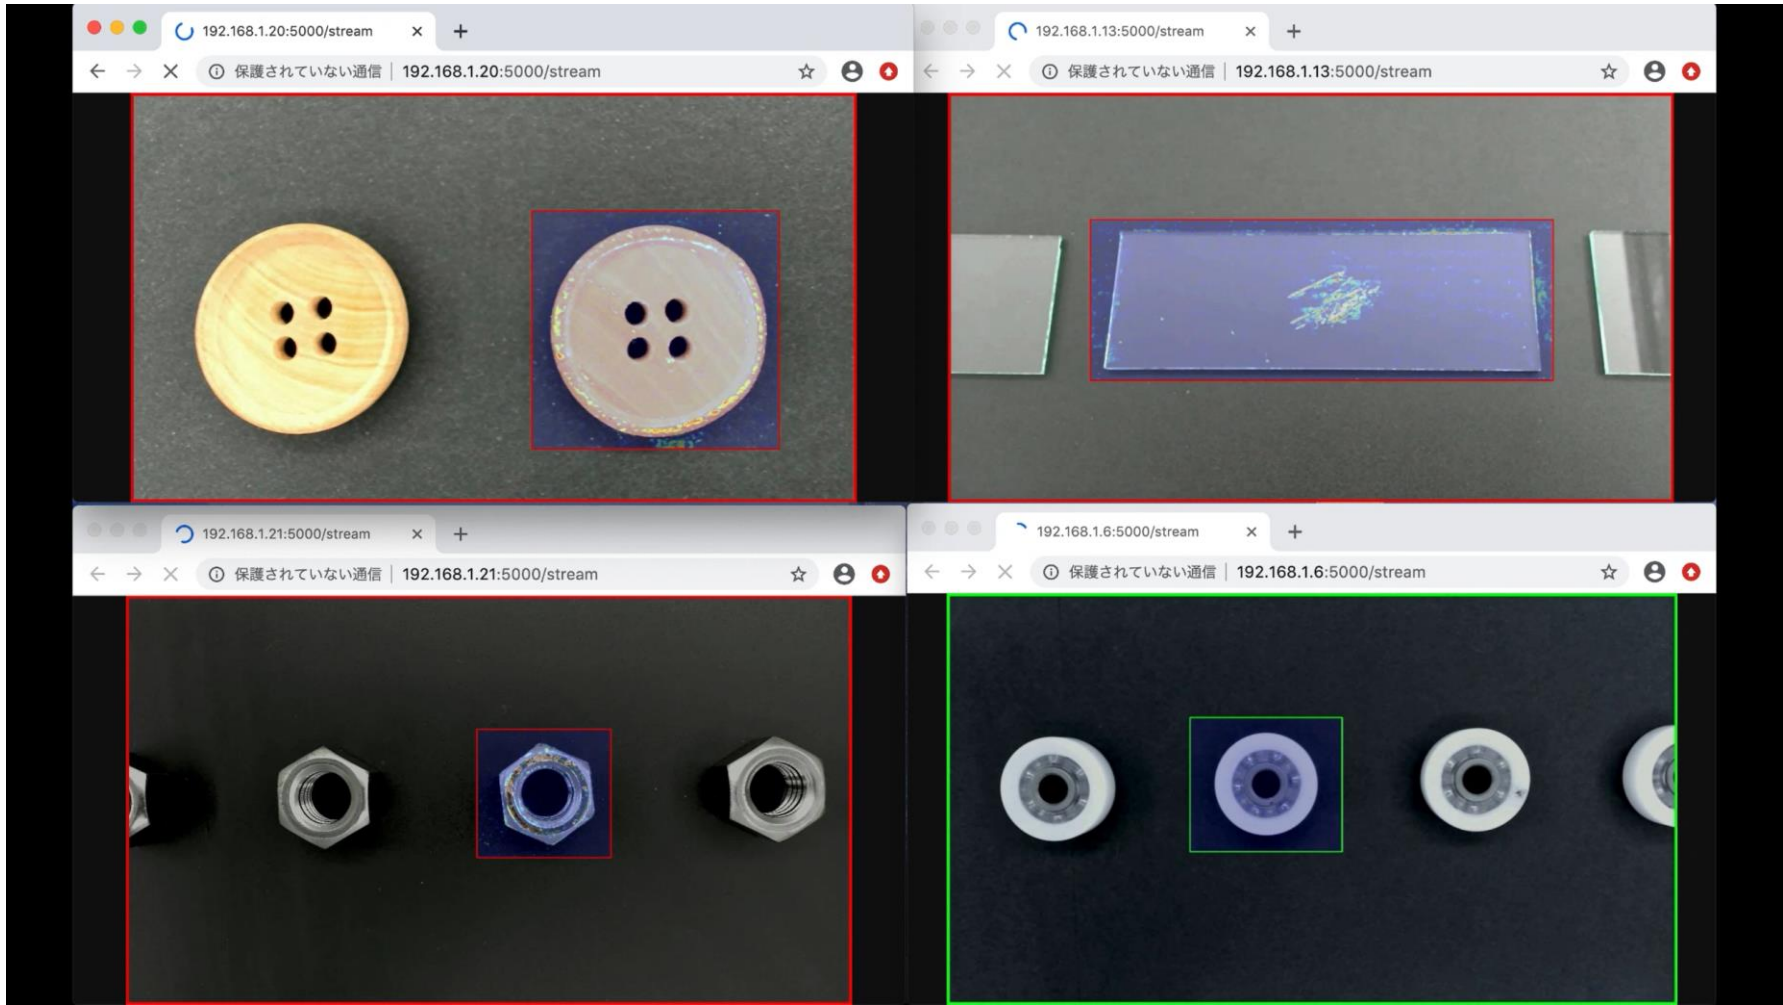 192.168.1.20:5000/stream
保護されていない通信 | 192.168.1.20:5000/stream
192.168.1.13:5000/stream
保護されていない通信 | 192.168.1.13:5000/stream
192.168.1.21:5000/stream
保護されていない通信 | 192.168.1.21:5000/stream
192.168.1.6:5000/stream
保護されていない通信 | 192.168.1.6:5000/stream